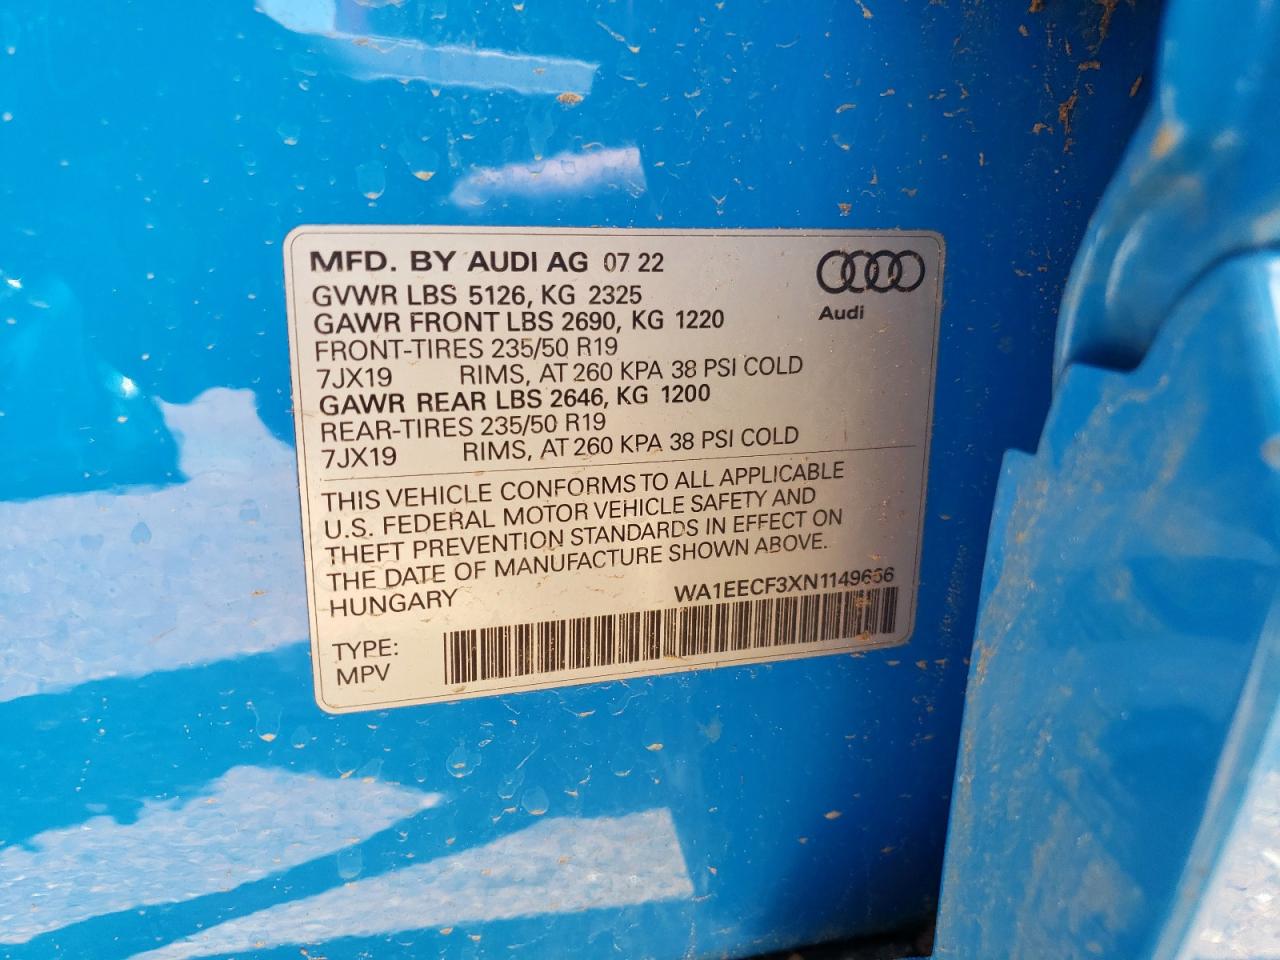 MFD. BY AUDI AG 07 22
GVWR LBS 5126, KG 2325
GAWR FRONT LBS 2690, KG 1220
FRONT-TIRES 235/50 R19
7JX19 RIMS, AT 260 KPA 38 PSI COLD
GAWR REAR LBS 2646, KG 1200
REAR-TIRES 235/50 R19
7JX19 RIMS, AT 260 KPA 38 PSI COLD
Audi
THIS VEHICLE CONFORMS TO ALL APPLICABLE
U.S. FEDERAL MOTOR VEHICLE SAFETY AND
THEFT PREVENTION STANDARDS IN EFFECT ON
THE DATE OF MANUFACTURE SHOWN ABOVE.
HUNGARY WA1EECF3XN1149656
TYPE:
MPV